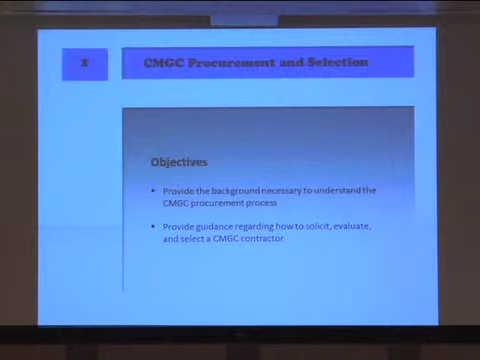 2
CMGC Procurement and Selection
Objectives
▪ Provide the background necessary to understand the
CMGC procurement process
▪ Provide guidance regarding how to solicit, evaluate,
and select a CMGC contractor